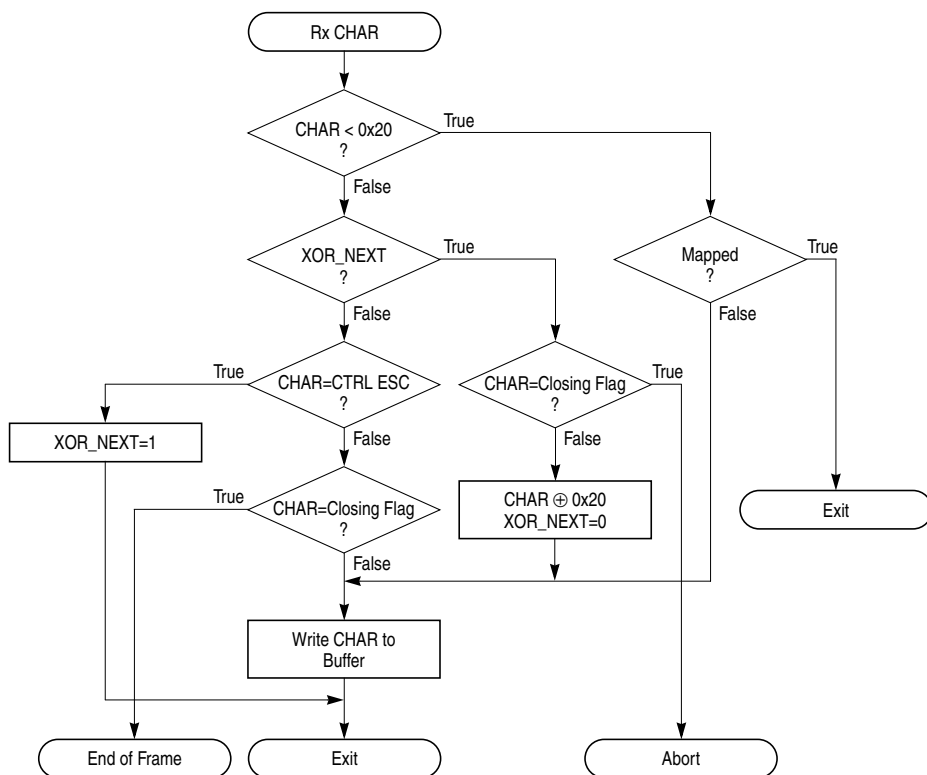 Rx CHAR
CHAR < 0x20
?
True
False
XOR_NEXT
?
True
False
Mapped
?
True
False
CHAR=CTRL ESC
?
True
False
CHAR=Closing Flag
?
True
False
XOR_NEXT=1
CHAR=Closing Flag
?
True
False
CHAR ⊕ 0x20
XOR_NEXT=0
Exit
Write CHAR to
Buffer
End of Frame
Exit
Abort